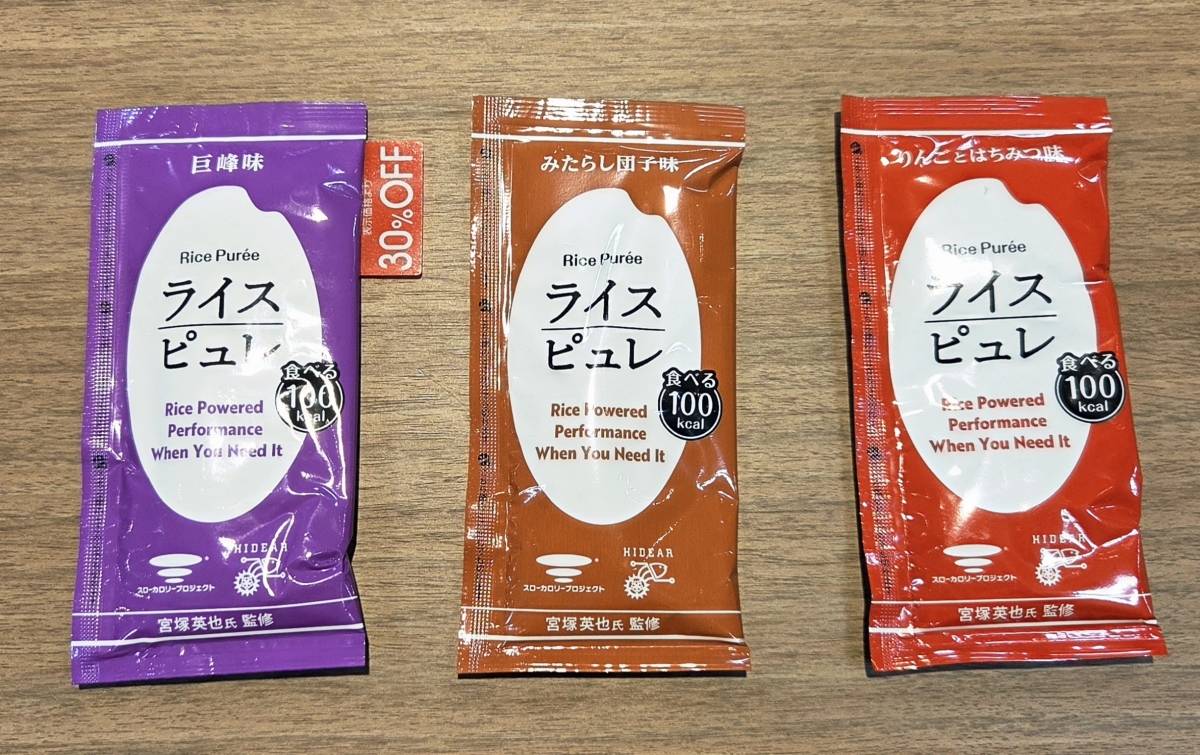 巨峰味
Rice Purée
ライス
ピュレ
食べる
100
kcal
Rice Powered
Performance
When You Need It
HIDEAR
スローカロリープロジェクト
宮塚英也氏 監修
表示価格より
30%OFF
みたらし団子味
Rice Purée
ライス
ピュレ
食べる
100
kcal
Rice Powered
Performance
When You Need It
HIDEAR
スローカロリープロジェクト
宮塚英也氏 監修
りんごとはちみつ味
Rice Purée
ライス
ピュレ
食べる
100
kcal
Rice Powered
Performance
When You Need It
HIDEAR
スローカロリープロジェクト
宮塚英也氏 監修